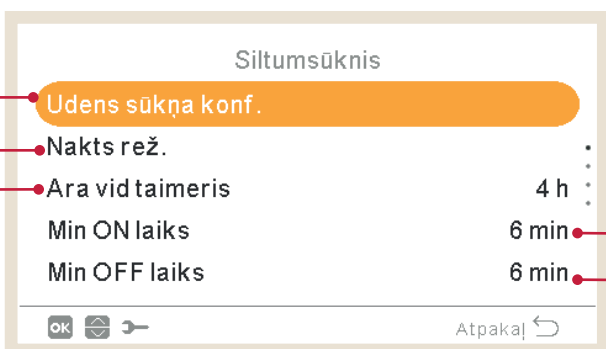 Siltumsūknis
Udens sūkņa konf.
Nakts rež.
Ara vid taimeris 4 h
Min ON laiks 6 min
Min OFF laiks 6 min
OK Atpakaļ